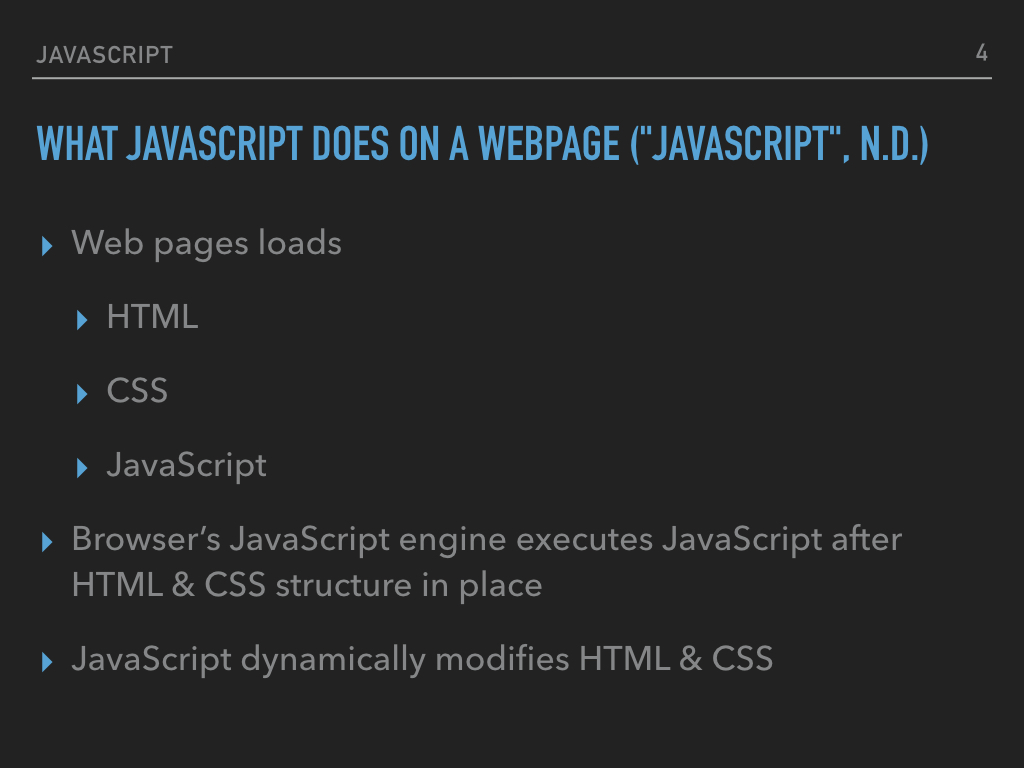 JAVASCRIPT 4
WHAT JAVASCRIPT DOES ON A WEBPAGE ("JAVASCRIPT", N.D.)
Web pages loads
HTML
CSS
JavaScript
Browser’s JavaScript engine executes JavaScript after
HTML & CSS structure in place
JavaScript dynamically modifies HTML & CSS